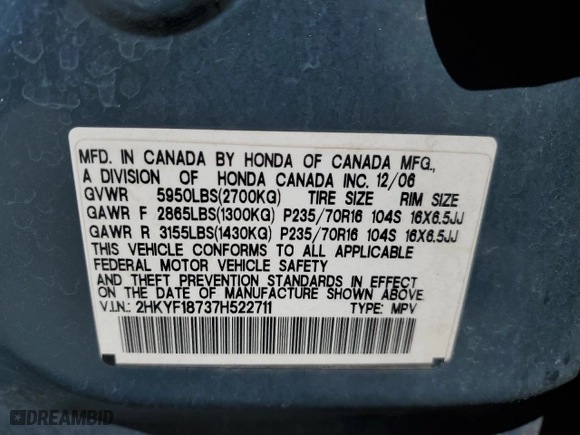 MFD. IN CANADA BY HONDA OF CANADA MFG.,
A DIVISION OF HONDA CANADA INC. 12/06
GVWR 5950LBS(2700KG) TIRE SIZE RIM SIZE
GAWR F 2865LBS(1300KG) P235/70R16 104S 16X6.5JJ
GAWR R 3155LBS(1430KG) P235/70R16 104S 16X6.5JJ
THIS VEHICLE CONFORMS TO ALL APPLICABLE
FEDERAL MOTOR VEHICLE SAFETY
AND THEFT PREVENTION STANDARDS IN EFFECT
ON THE DATE OF MANUFACTURE SHOWN ABOVE.
V.I.N.: 2HKYF18737H522711 TYPE: MPV
DREAMBID